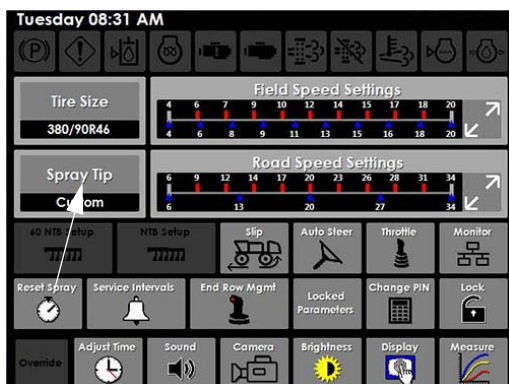 Tuesday 08:31 AM
Tire Size
380/90R46
Field Speed Settings
4 6 7 9 10 12 14 15 17 18 20
4 6 8 9 11 13 15 16 18 20
Spray Tip
Custom
Road Speed Settings
6 9 12 14 17 20 23 26 28 31 34
6 13 20 27 34
60 NTB Setup
NTB Setup
Slip
Auto Steer
Throttle
Monitor
Reset Spray
Service Intervals
End Row Mgmt
Locked
Parameters
Change PIN
Lock
Override
Adjust Time
Sound
Camera
Brightness
Display
Measure